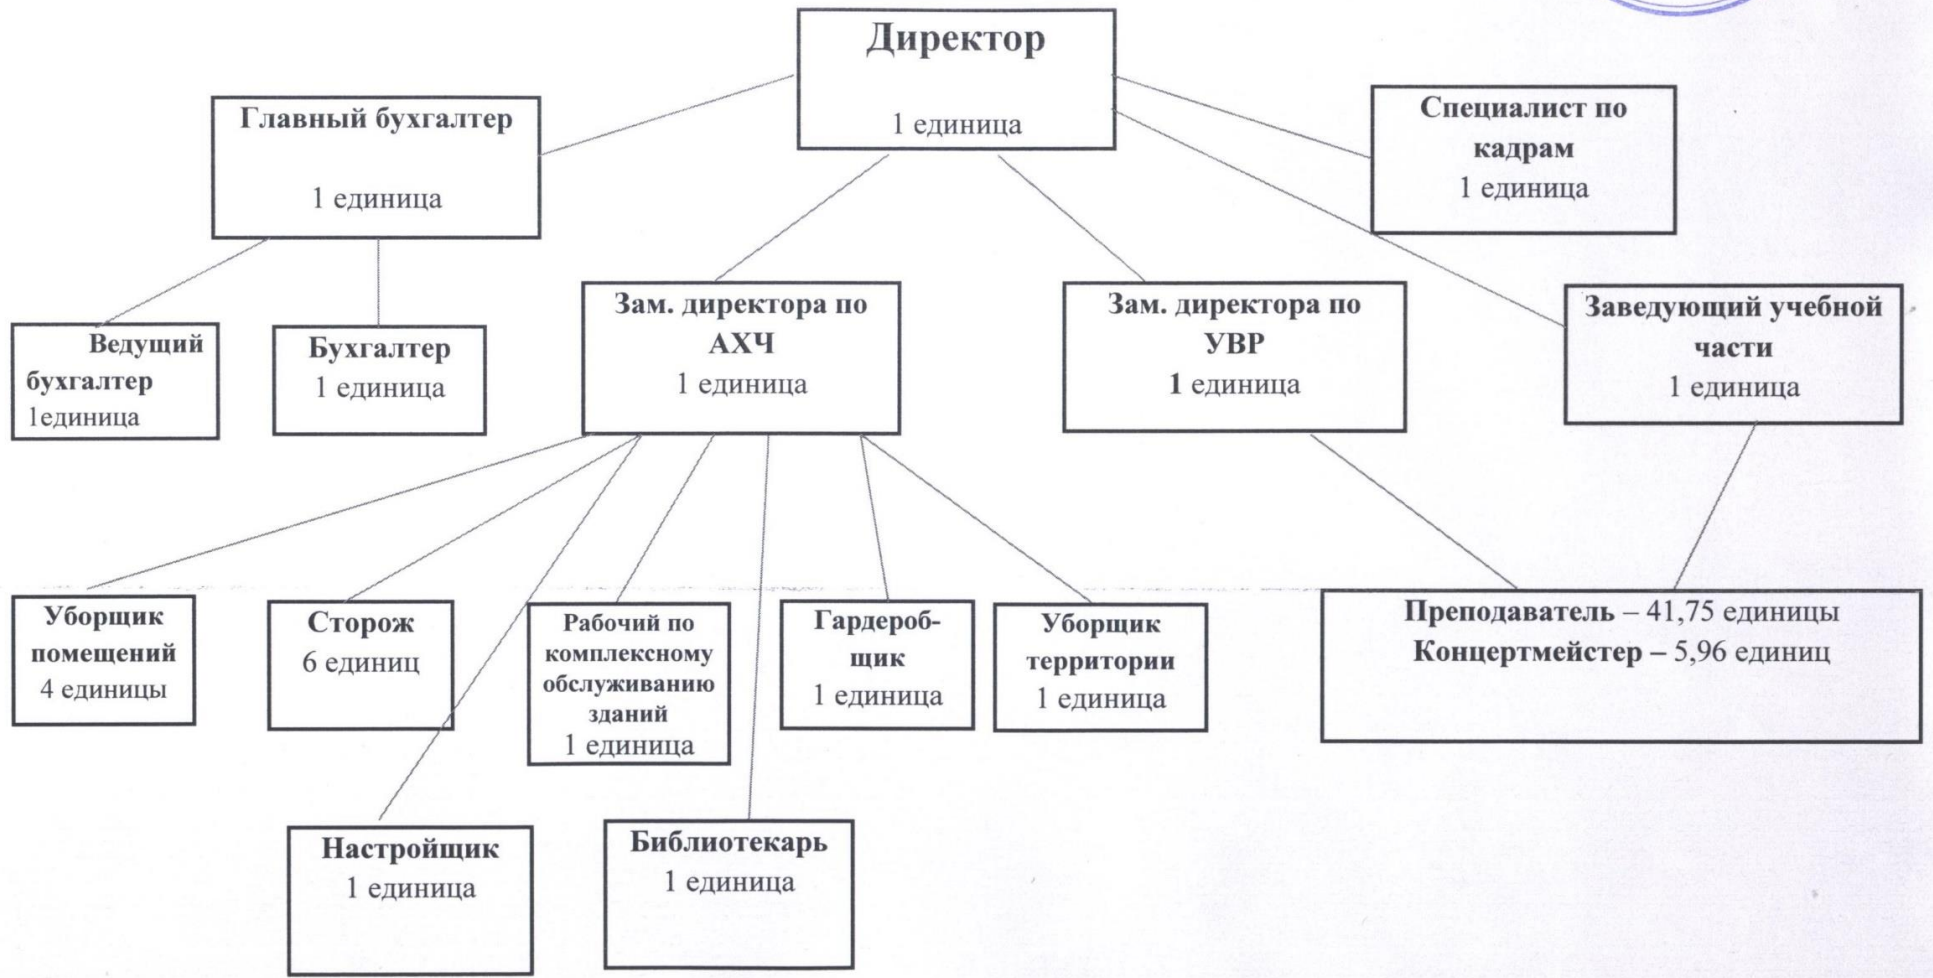 Директор
1 единица
Главный бухгалтер
1 единица
Специалист по
кадрам
1 единица
Ведущий
бухгалтер
1единица
Бухгалтер
1 единица
Зам. директора по
АХЧ
1 единица
Зам. директора по
УВР
1 единица
Заведующий учебной
части
1 единица
Уборщик
помещений
4 единицы
Сторож
6 единиц
Рабочий по
комплексному
обслуживанию
зданий
1 единица
Гардероб-
щик
1 единица
Уборщик
территории
1 единица
Преподаватель – 41,75 единицы
Концертмейстер – 5,96 единиц
Настройщик
1 единица
Библиотекарь
1 единица